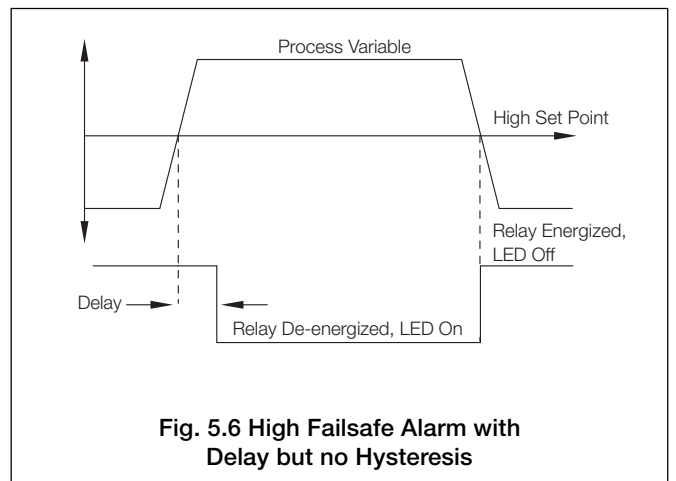 Process Variable
High Set Point
Relay Energized,
LED Off
Delay
Relay De-energized, LED On
Fig. 5.6 High Failsafe Alarm with
Delay but no Hysteresis